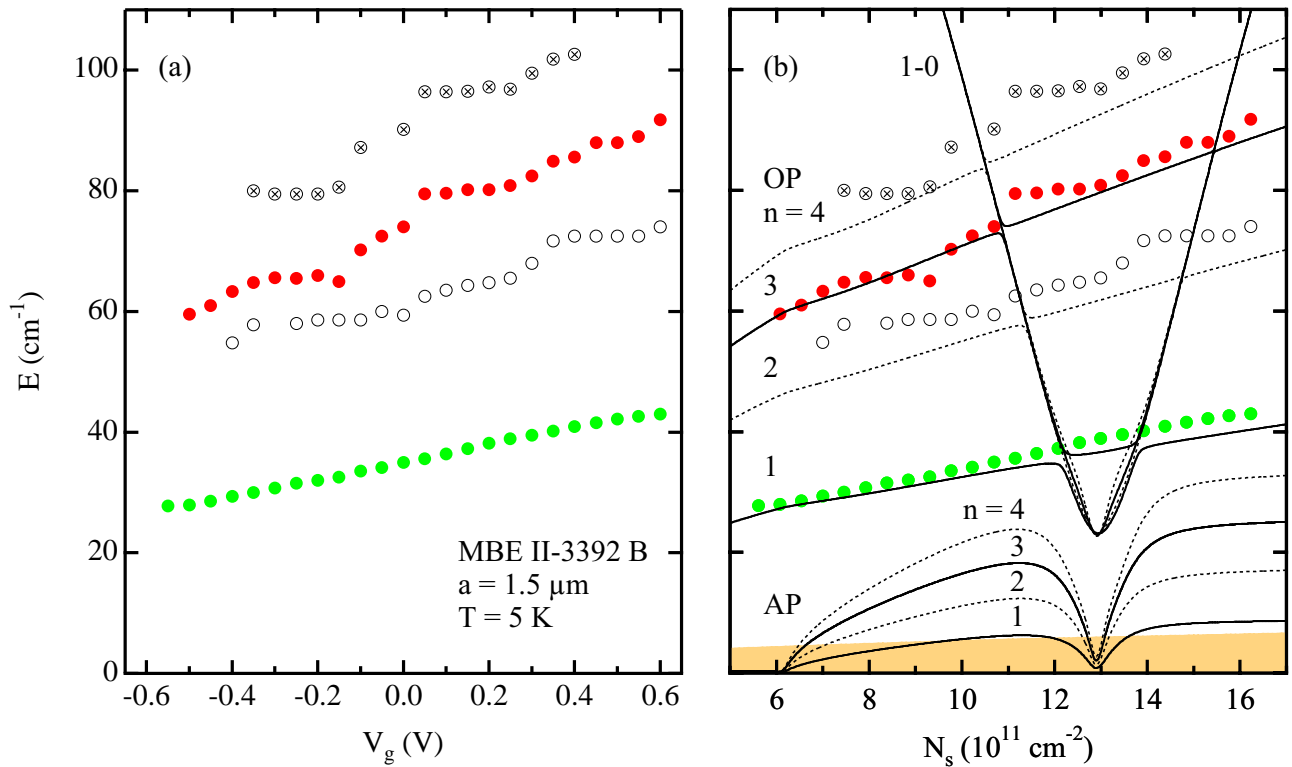 (a)
(b)
1-0
100
80
60
40
20
0
E (cm⁻¹)
OP
n = 4
3
2
1
n = 4
3
2
1
AP
MBE II-3392 B
a = 1.5 µm
T = 5 K
-0.6 -0.4 -0.2 0.0 0.2 0.4 0.6
6 8 10 12 14 16
V_g (V)
N_s (10¹¹ cm⁻²)